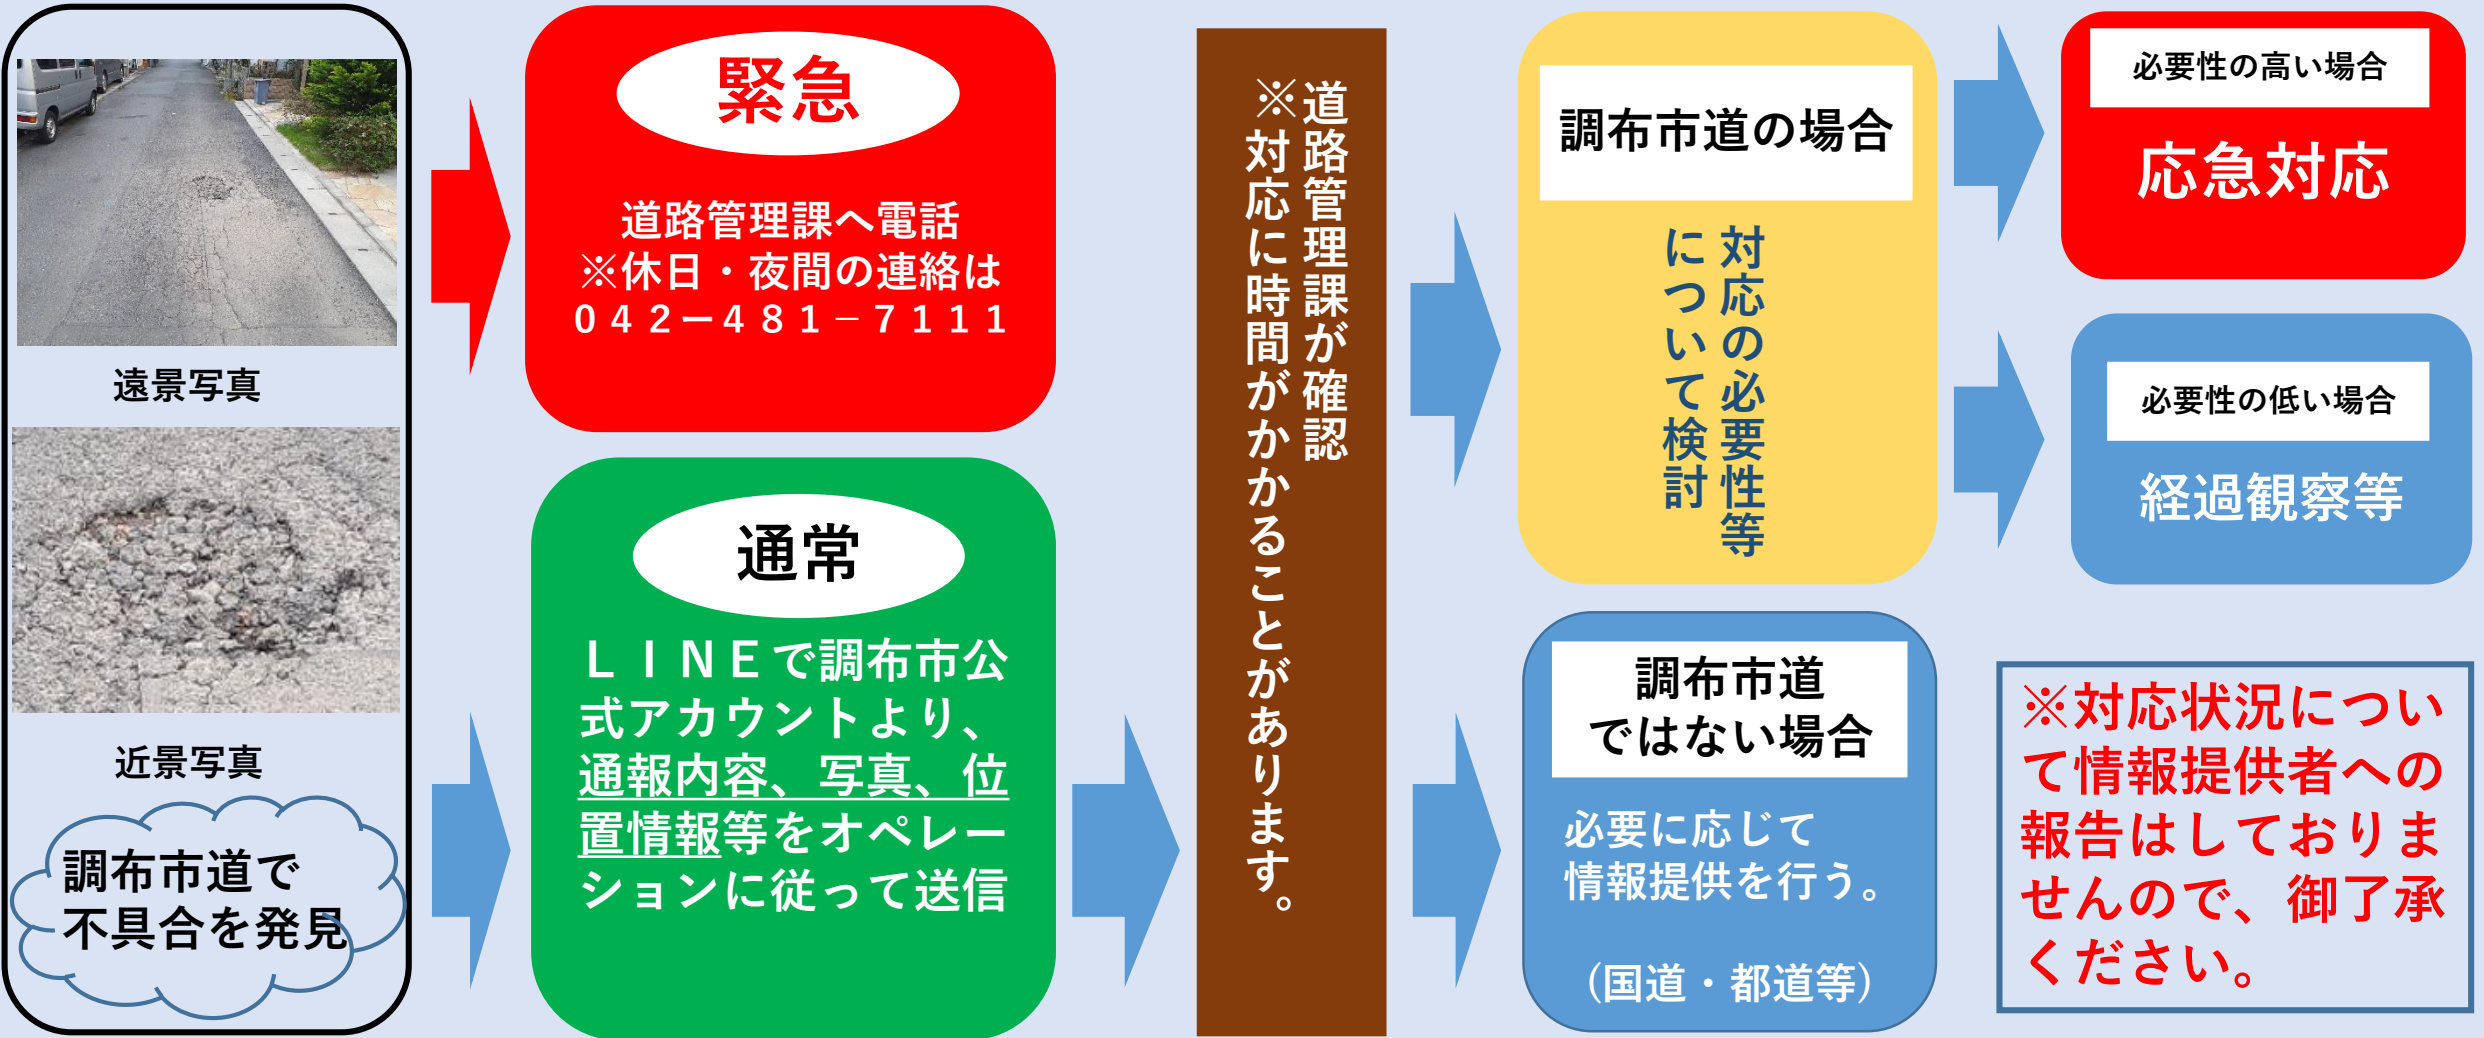 遠景写真
近景写真
調布市道で
不具合を発見
緊急
道路管理課へ電話
※休日・夜間の連絡は
０４２ー４８１－７１１１
通常
ＬＩＮＥで調布市公
式アカウントより、
通報内容、写真、位
置情報等をオペレー
ションに従って送信
道路管理課が確認
※対応に時間がかかることがあります。
調布市道の場合
対応の必要性等
について検討
調布市道
ではない場合
必要に応じて
情報提供を行う。
（国道・都道等）
必要性の高い場合
応急対応
必要性の低い場合
経過観察等
※対応状況につい
て情報提供者への
報告はしておりま
せんので、御了承
ください。